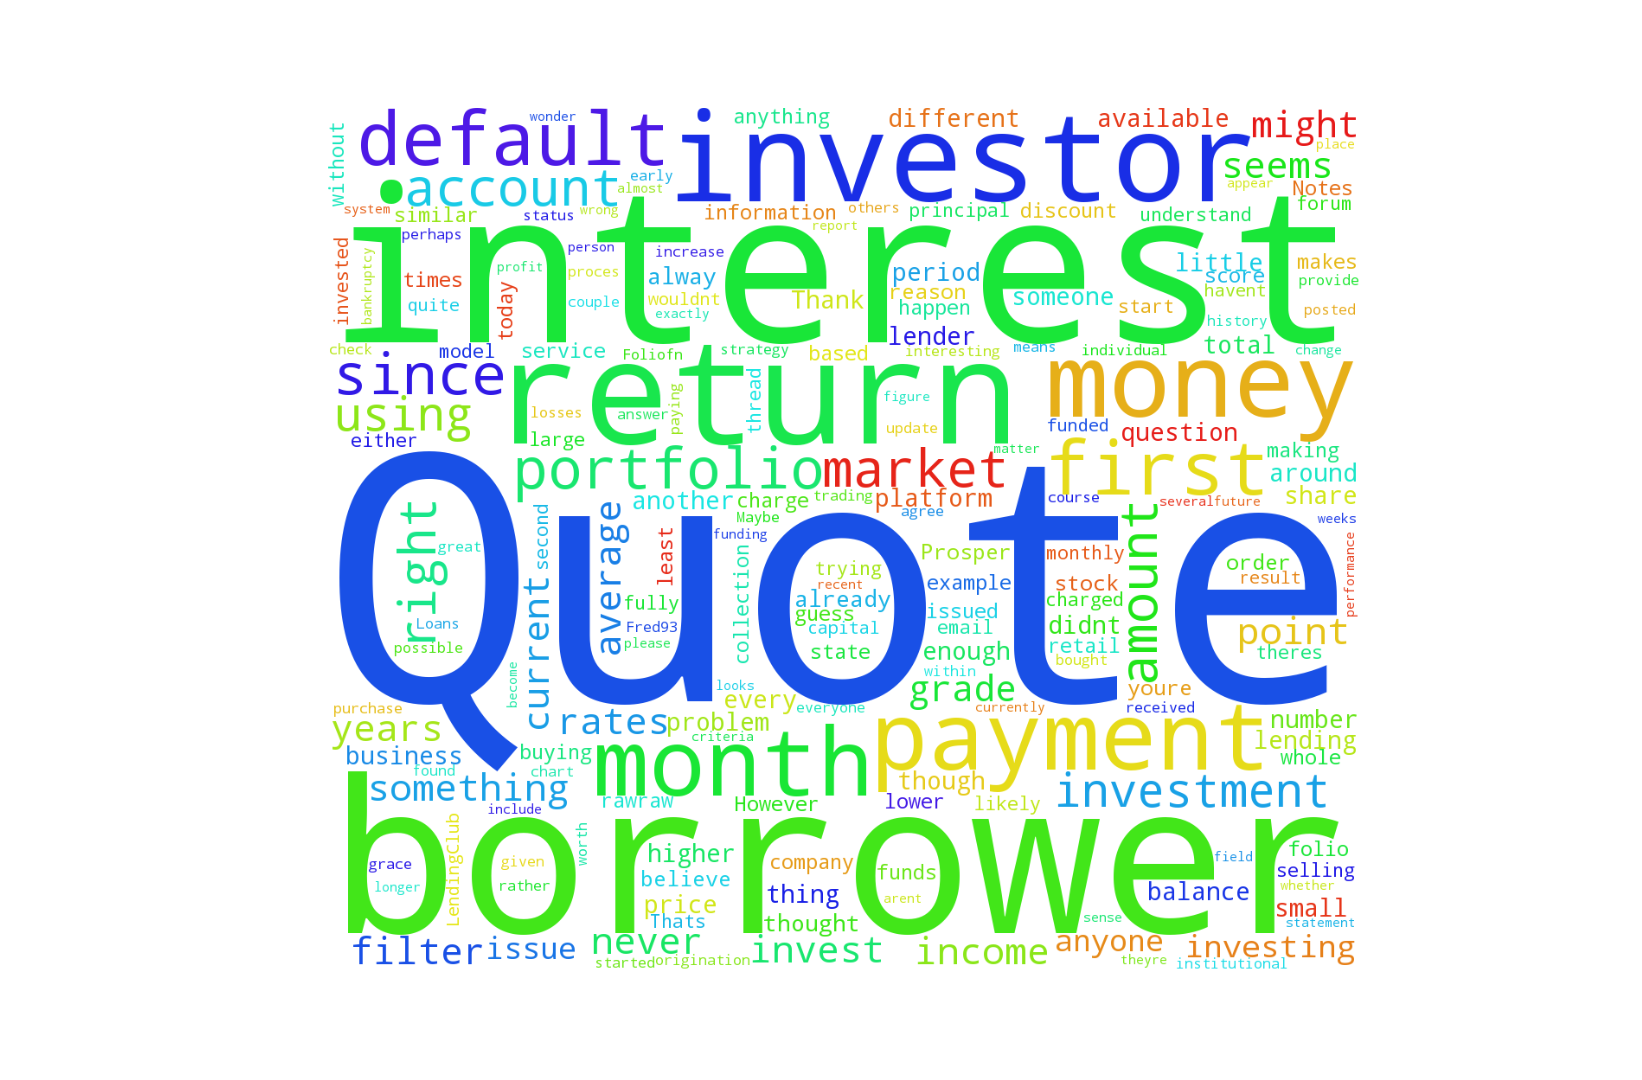 default
investor
interest
return
Quote
borrower
wonder
anything
different
available
might
place
without
account
early
almost
seems
appear
Notes
forum
system
similar
status
wrong
information
others
principal
discount
understand
report
perhaps
person
increase
invested
bankruptcy
times
profit
proces
alway
period
little
score
makes
provide
quite
today
couple
wouldnt
exactly
Thank
reason
happen
someone
start
havent
posted
history
lender
check
model
service
Foliofn
strategy
based
interesting
means
individual
total
change
since
money
using
losses
answer
paying
thread
figure
update
either
large
funded
question
matter
portfolio
market
first
making
around
share
another
charge
trading
platform
course
severalfuture
Maybe
agree
weeks
right
great
second
average
least
funding
Prosper
monthly
amount
order
result
performance
current
collection
trying
recent
example
stock
charged
fully
already
guess
issued
Loans
Fred93
capital
email
didnt
point
possible
please
state
enough
retail
theres
bought
within
become
looks
grade
youre
purchase
every
everyone
currently
received
years
rates
problem
criteria
month
payment
number
lending
whole
business
buying
found
chart
though
something
investment
include
rawraw
However
lower
likely
LendingClub
worth
grace
given
higher
company
field
folio
selling
longer
rather
believe
thing
funds
arent
balance
whether
price
small
Thats
thought
sense
statement
filter
issue
never
invest
income
anyone
investing
started
origination
theyre
institutional